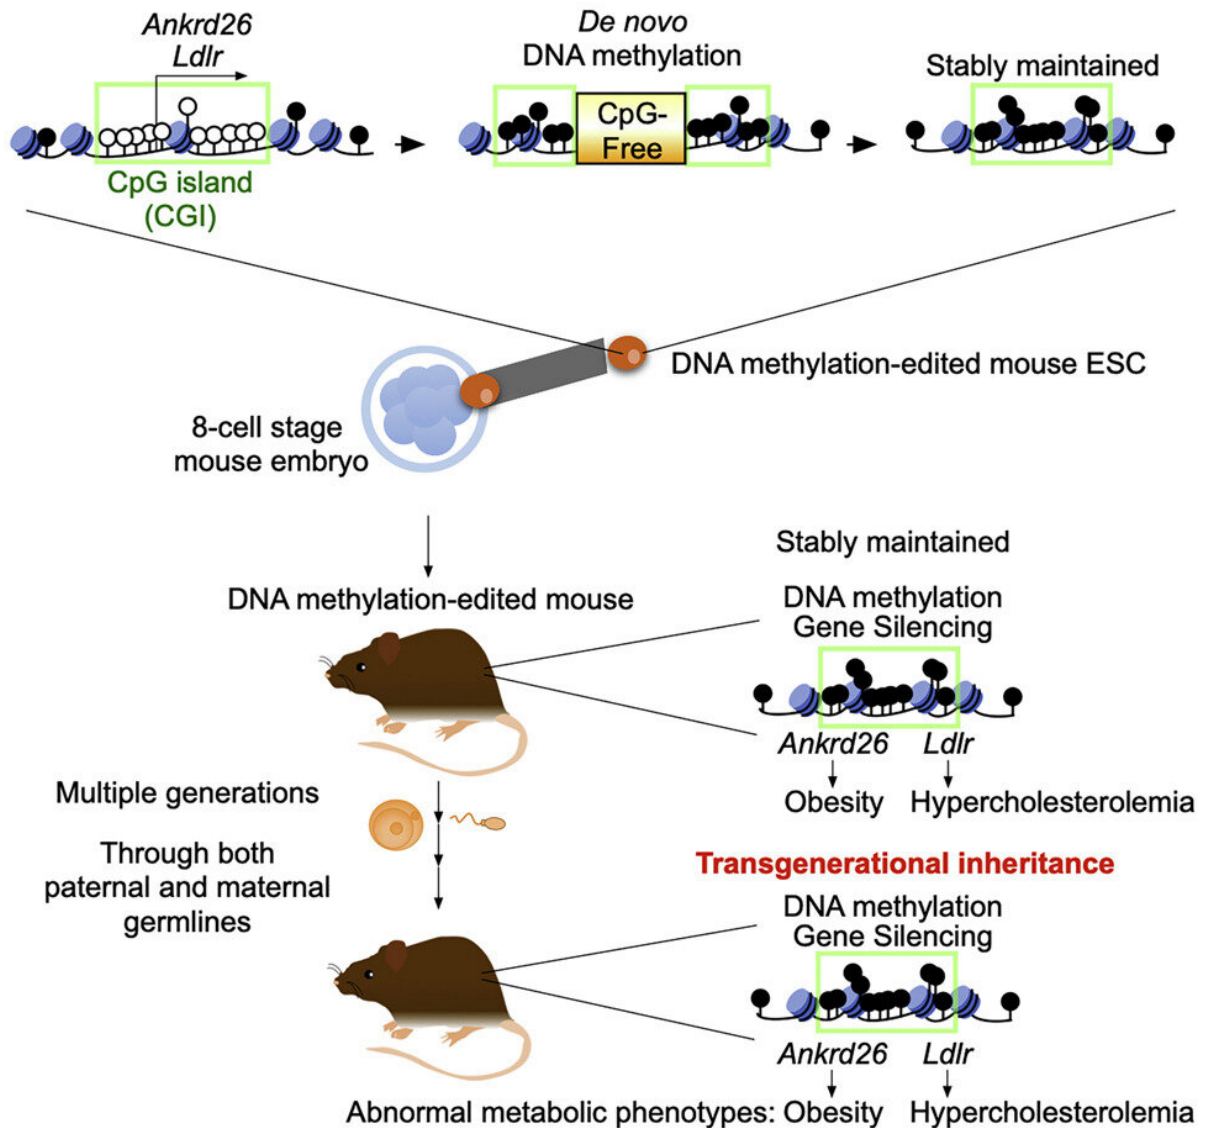 Ankrd26
Ldlr
De novo
DNA methylation
Stably maintained
CpG-
Free
CpG island
(CGI)
DNA methylation-edited mouse ESC
8-cell stage
mouse embryo
Stably maintained
DNA methylation-edited mouse
DNA methylation
Gene Silencing
Ankrd26 Ldlr
Obesity Hypercholesterolemia
Multiple generations
Through both
paternal and maternal
germlines
Transgenerational inheritance
DNA methylation
Gene Silencing
Ankrd26 Ldlr
Abnormal metabolic phenotypes: Obesity Hypercholesterolemia